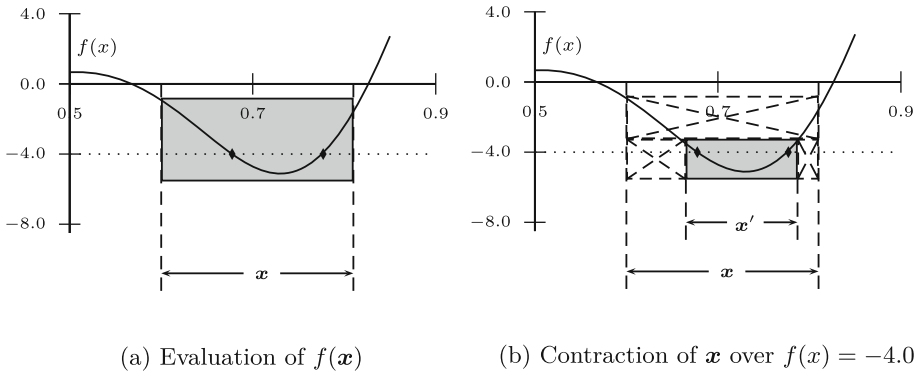 4.0
f(x)
0.0
0.5
0.7
0.9
−4.0
−8.0
x
(a) Evaluation of f(x)
4.0
f(x)
0.0
0.5
0.7
0.9
−4.0
−8.0
x′
x
(b) Contraction of x over f(x) = −4.0